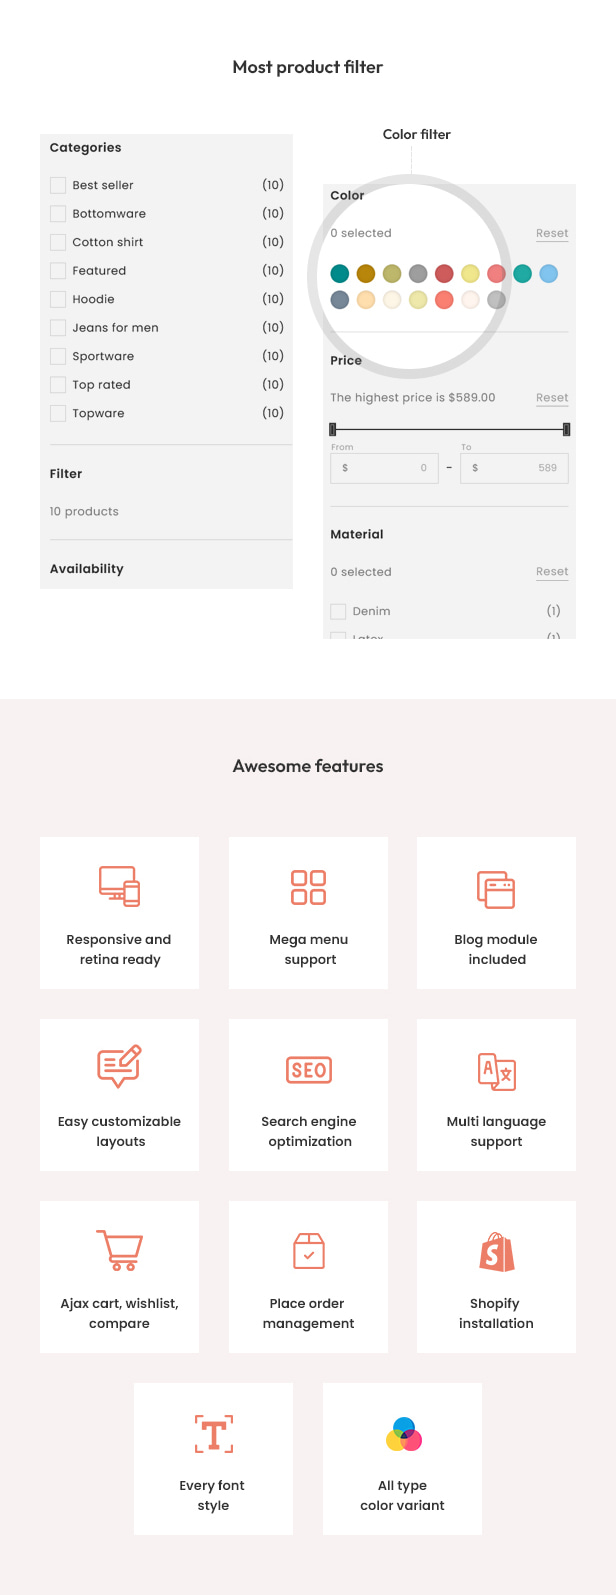 Most product filter
Categories
Best seller (10)
Bottomware (10)
Cotton shirt (10)
Featured (10)
Hoodie (10)
Jeans for men (10)
Sportware (10)
Top rated (10)
Topware (10)
Filter
10 products
Availability
Color filter
Color
0 selected Reset
Price
The highest price is $589.00 Reset
From To
$ 0 - $ 589
Material
0 selected Reset
Denim (1)
Latex (1)
Awesome features
Responsive and
retina ready
Mega menu
support
Blog module
included
Easy customizable
layouts
SEO
Search engine
optimization
A
文
Multi language
support
Ajax cart, wishlist,
compare
Place order
management
S
Shopify
installation
T
Every font
style
All type
color variant